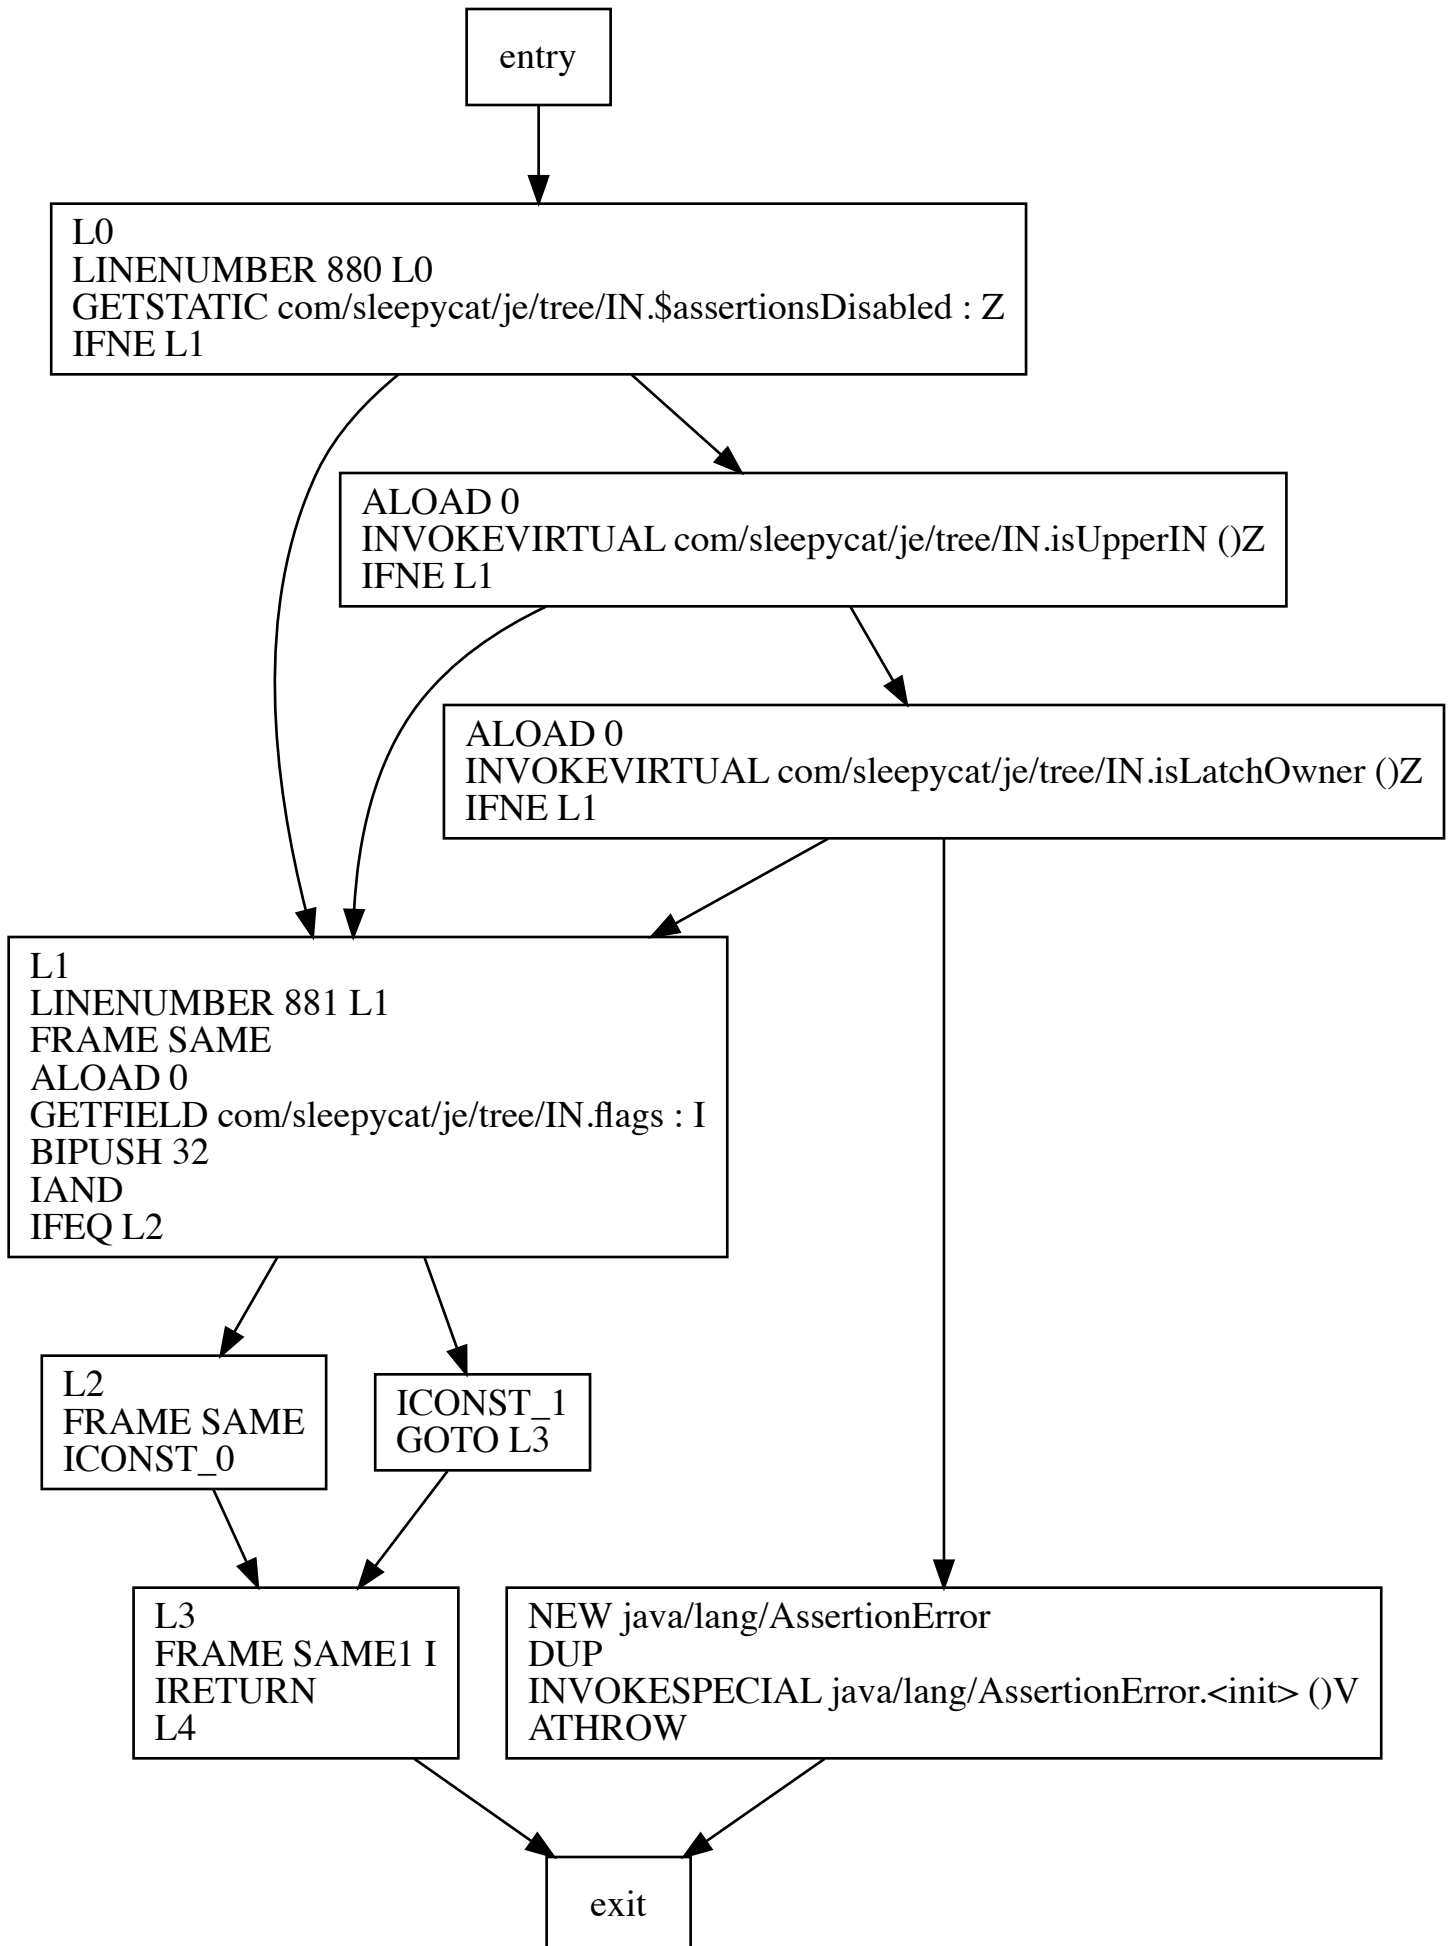 entry
L0
LINENUMBER 880 L0
GETSTATIC com/sleepycat/je/tree/IN.$assertionsDisabled : Z
IFNE L1
ALOAD 0
INVOKEVIRTUAL com/sleepycat/je/tree/IN.isUpperIN ()Z
IFNE L1
ALOAD 0
INVOKEVIRTUAL com/sleepycat/je/tree/IN.isLatchOwner ()Z
IFNE L1
L1
LINENUMBER 881 L1
FRAME SAME
ALOAD 0
GETFIELD com/sleepycat/je/tree/IN.flags : I
BIPUSH 32
IAND
IFEQ L2
L2
FRAME SAME
ICONST_0
ICONST_1
GOTO L3
L3
FRAME SAME1 I
IRETURN
L4
NEW java/lang/AssertionError
DUP
INVOKESPECIAL java/lang/AssertionError.<init> ()V
ATHROW
exit